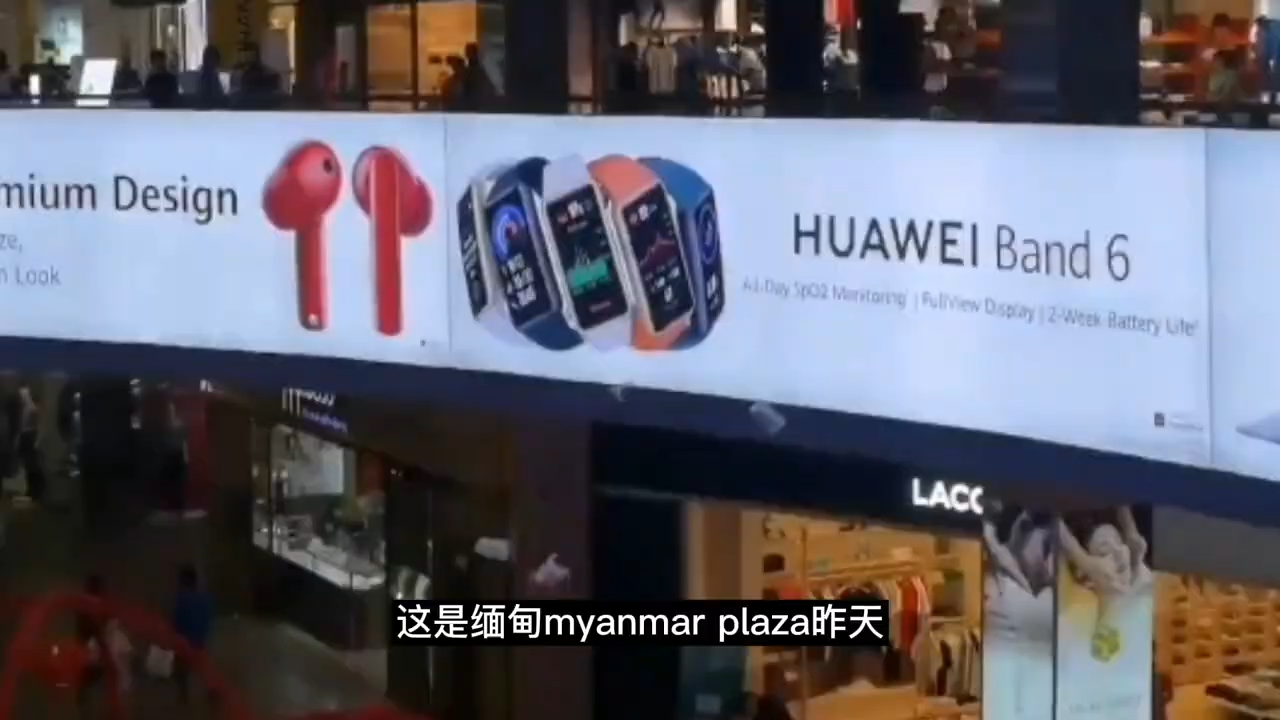 mium Design
ze,
n Look
HUAWEI Band 6
All-Day SpO2 Monitoring | FullView Display | 2-Week Battery Life
LACO
这是缅甸myanmar plaza昨天